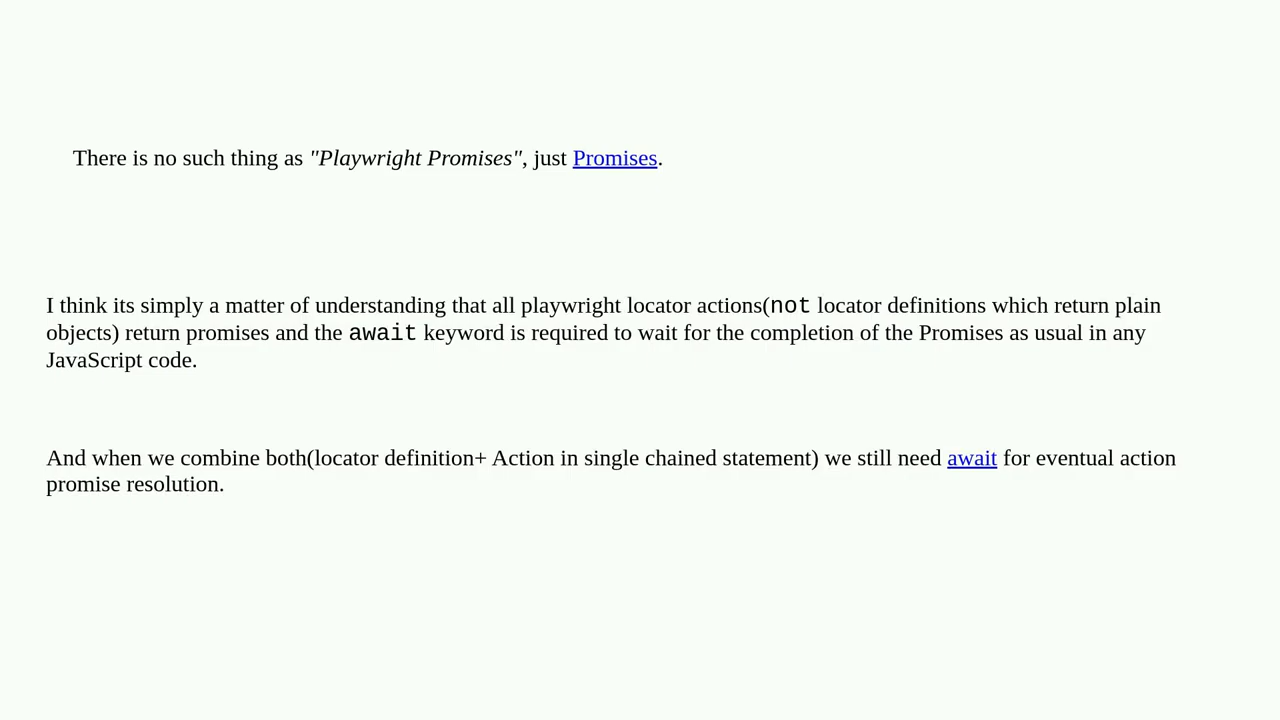 There is no such thing as "Playwright Promises", just Promises.
I think its simply a matter of understanding that all playwright locator actions(not locator definitions which return plain
objects) return promises and the await keyword is required to wait for the completion of the Promises as usual in any
JavaScript code.
And when we combine both(locator definition+ Action in single chained statement) we still need await for eventual action
promise resolution.